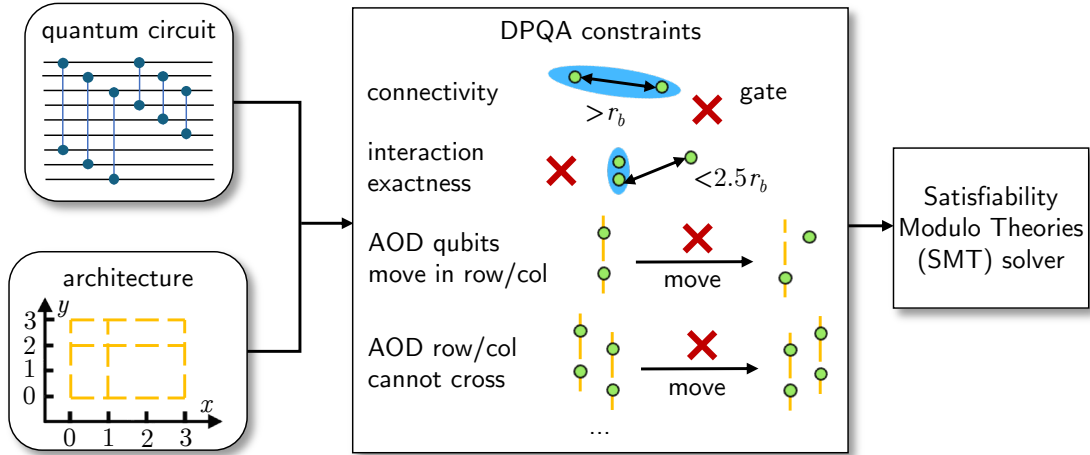 quantum circuit
architecture
y
3
2
1
0
x
0 1 2 3
DPQA constraints
connectivity
>r_b
gate
interaction
exactness
<2.5r_b
AOD qubits
move in row/col
move
AOD row/col
cannot cross
move
...
Satisfiability
Modulo Theories
(SMT) solver